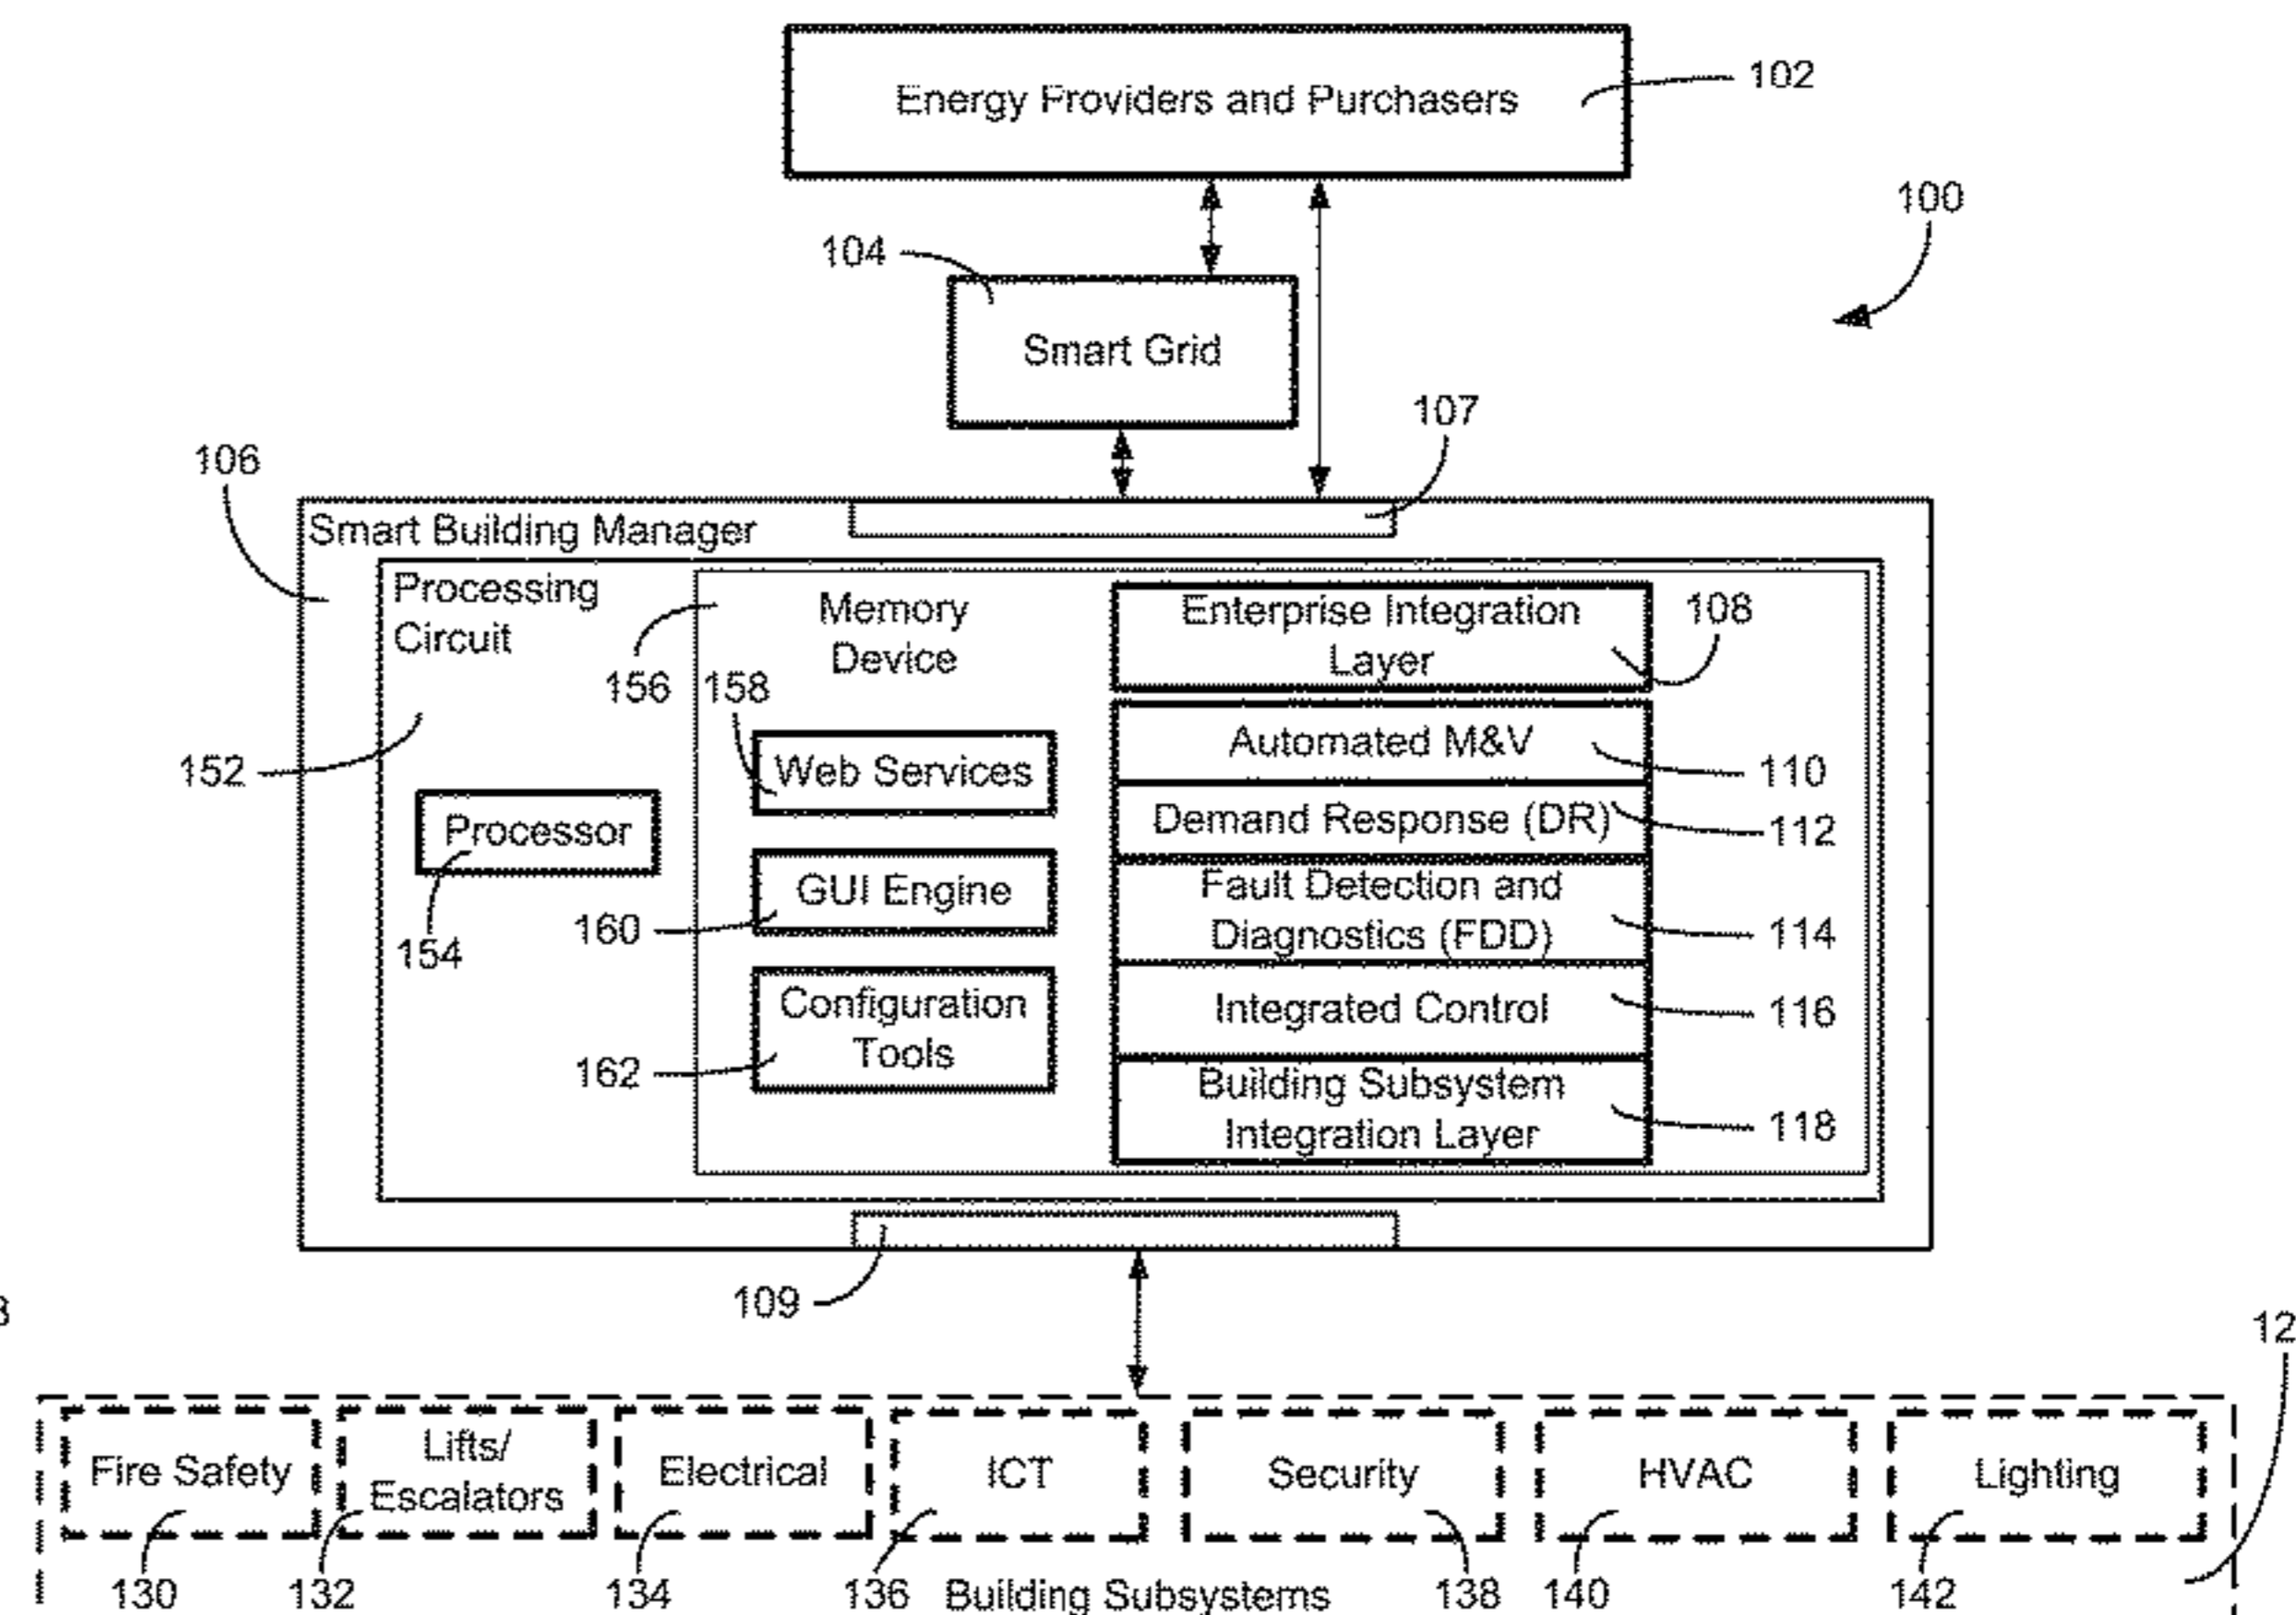 Energy Providers and Purchasers
102
100
104
Smart Grid
107
106
Smart Building Manager
Processing
Circuit
156
Memory
Device
158
Enterprise Integration
Layer
108
152
Web Services
Automated M&V
110
Processor
154
Demand Response (DR)
112
GUI Engine
160
Fault Detection and
Diagnostics (FDD)
114
Configuration
Tools
162
Integrated Control
116
Building Subsystem
Integration Layer
118
109
12
Fire Safety
Lifts/
Escalators
Electrical
ICT
Security
HVAC
Lighting
130
132
134
136
Building Subsystems
138
140
142